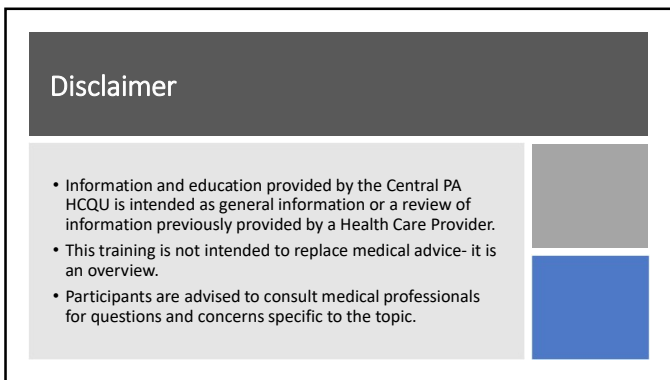 Disclaimer
• Information and education provided by the Central PA
HCQU is intended as general information or a review of
information previously provided by a Health Care Provider.
• This training is not intended to replace medical advice- it is
an overview.
• Participants are advised to consult medical professionals
for questions and concerns specific to the topic.